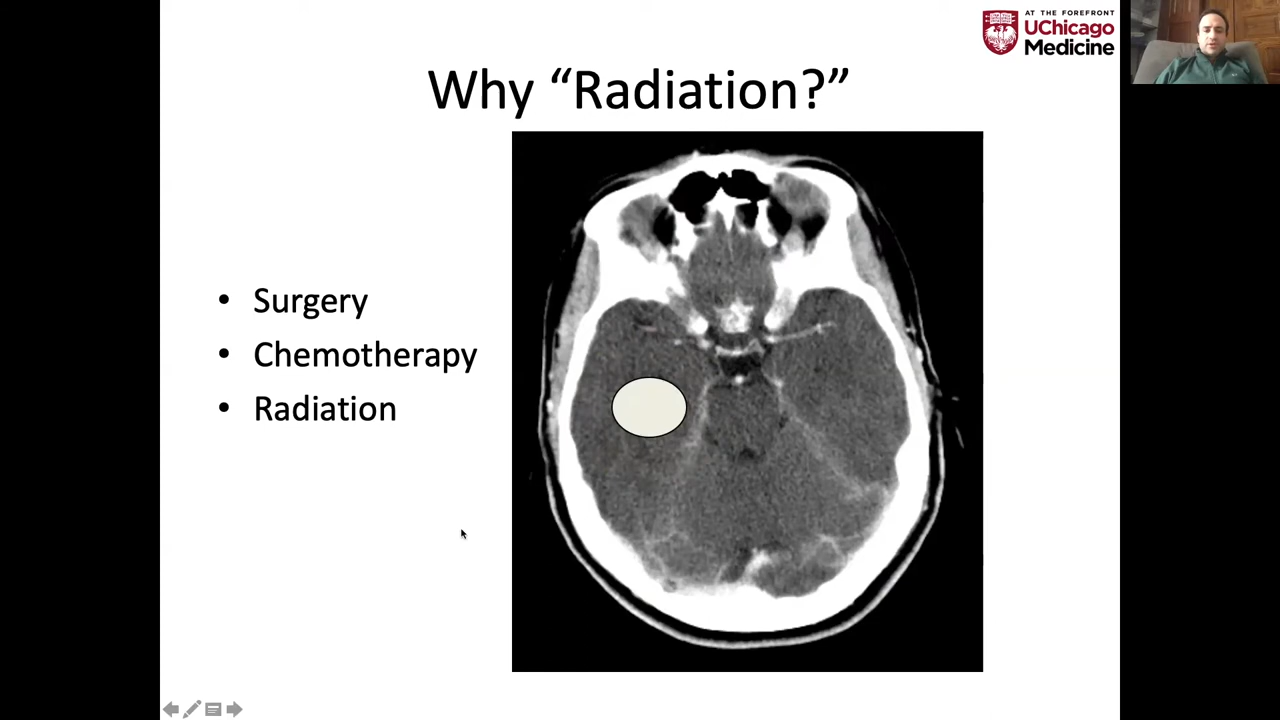 AT THE FOREFRONT
UChicago
Medicine
Why “Radiation?”
• Surgery
• Chemotherapy
• Radiation